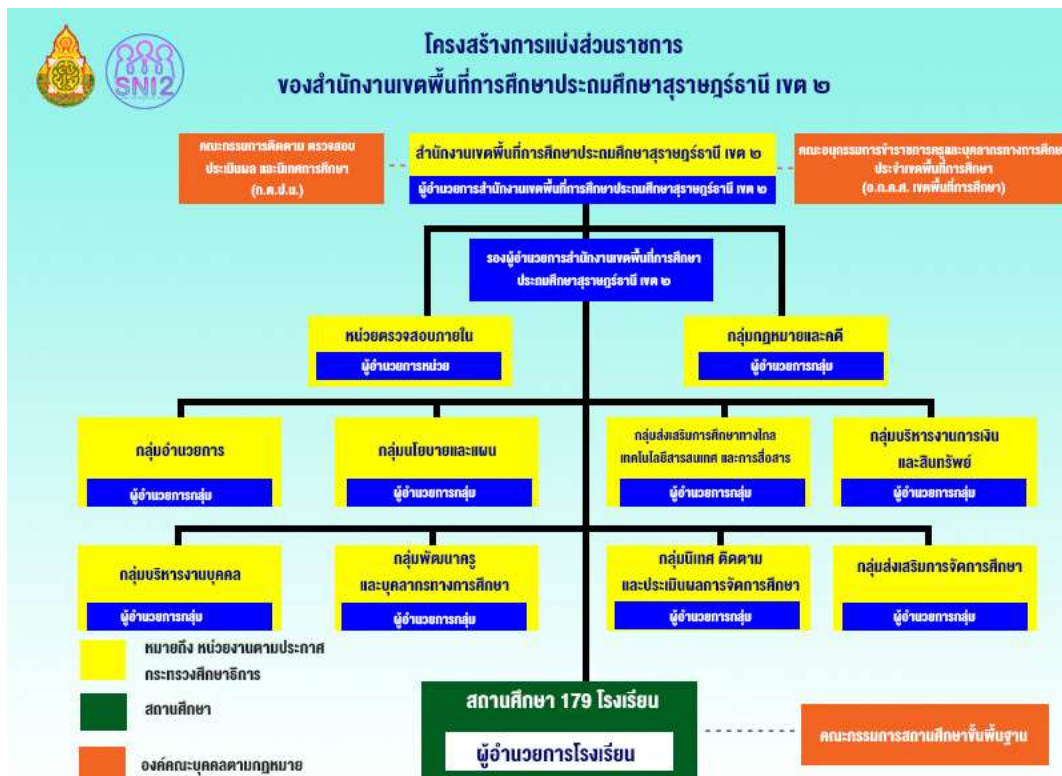 SNI2
โครงสร้างการแบ่งส่วนราชการ
ของสำนักงานเขตพื้นที่การศึกษาประถมศึกษาสุราษฎร์ธานี เขต ๒
คณะกรรมการติดตาม ตรวจสอบ
ประเมินผล และนิเทศการศึกษา
(ก.ต.ป.น.)
สำนักงานเขตพื้นที่การศึกษาประถมศึกษาสุราษฎร์ธานี เขต ๒
ผู้อำนวยการสำนักงานเขตพื้นที่การศึกษาประถมศึกษาสุราษฎร์ธานี เขต ๒
คณะอนุกรรมการข้าราชการครูและบุคลากรทางการศึกษ
ประจำเขตพื้นที่การศึกษา
(อ.ก.ค.ศ. เขตพื้นที่การศึกษา)
รองผู้อำนวยการสำนักงานเขตพื้นที่การศึกษา
ประถมศึกษาสุราษฎร์ธานี เขต ๒
หน่วยตรวจสอบภายใน
ผู้อำนวยการหน่วย
กลุ่มกฎหมายและคดี
ผู้อำนวยการกลุ่ม
กลุ่มอำนวยการ
ผู้อำนวยการกลุ่ม
กลุ่มนโยบายและแผน
ผู้อำนวยการกลุ่ม
กลุ่มส่งเสริมการศึกษาทางไกล
เทคโนโลยีสารสนเทศ และการสื่อสาร
ผู้อำนวยการกลุ่ม
กลุ่มบริหารงานการเงิน
และสินทรัพย์
ผู้อำนวยการกลุ่ม
กลุ่มบริหารงานบุคคล
ผู้อำนวยการกลุ่ม
กลุ่มพัฒนาครู
และบุคลากรทางการศึกษา
ผู้อำนวยการกลุ่ม
กลุ่มนิเทศ ติดตาม
และประเมินผลการจัดการศึกษา
ผู้อำนวยการกลุ่ม
กลุ่มส่งเสริมการจัดการศึกษา
ผู้อำนวยการกลุ่ม
หมายถึง หน่วยงานตามประกาศ
กระทรวงศึกษาธิการ
สถานศึกษา
องค์คณะบุคคลตามกฎหมาย
สถานศึกษา 179 โรงเรียน
ผู้อำนวยการโรงเรียน
คณะกรรมการสถานศึกษาขั้นพื้นฐาน